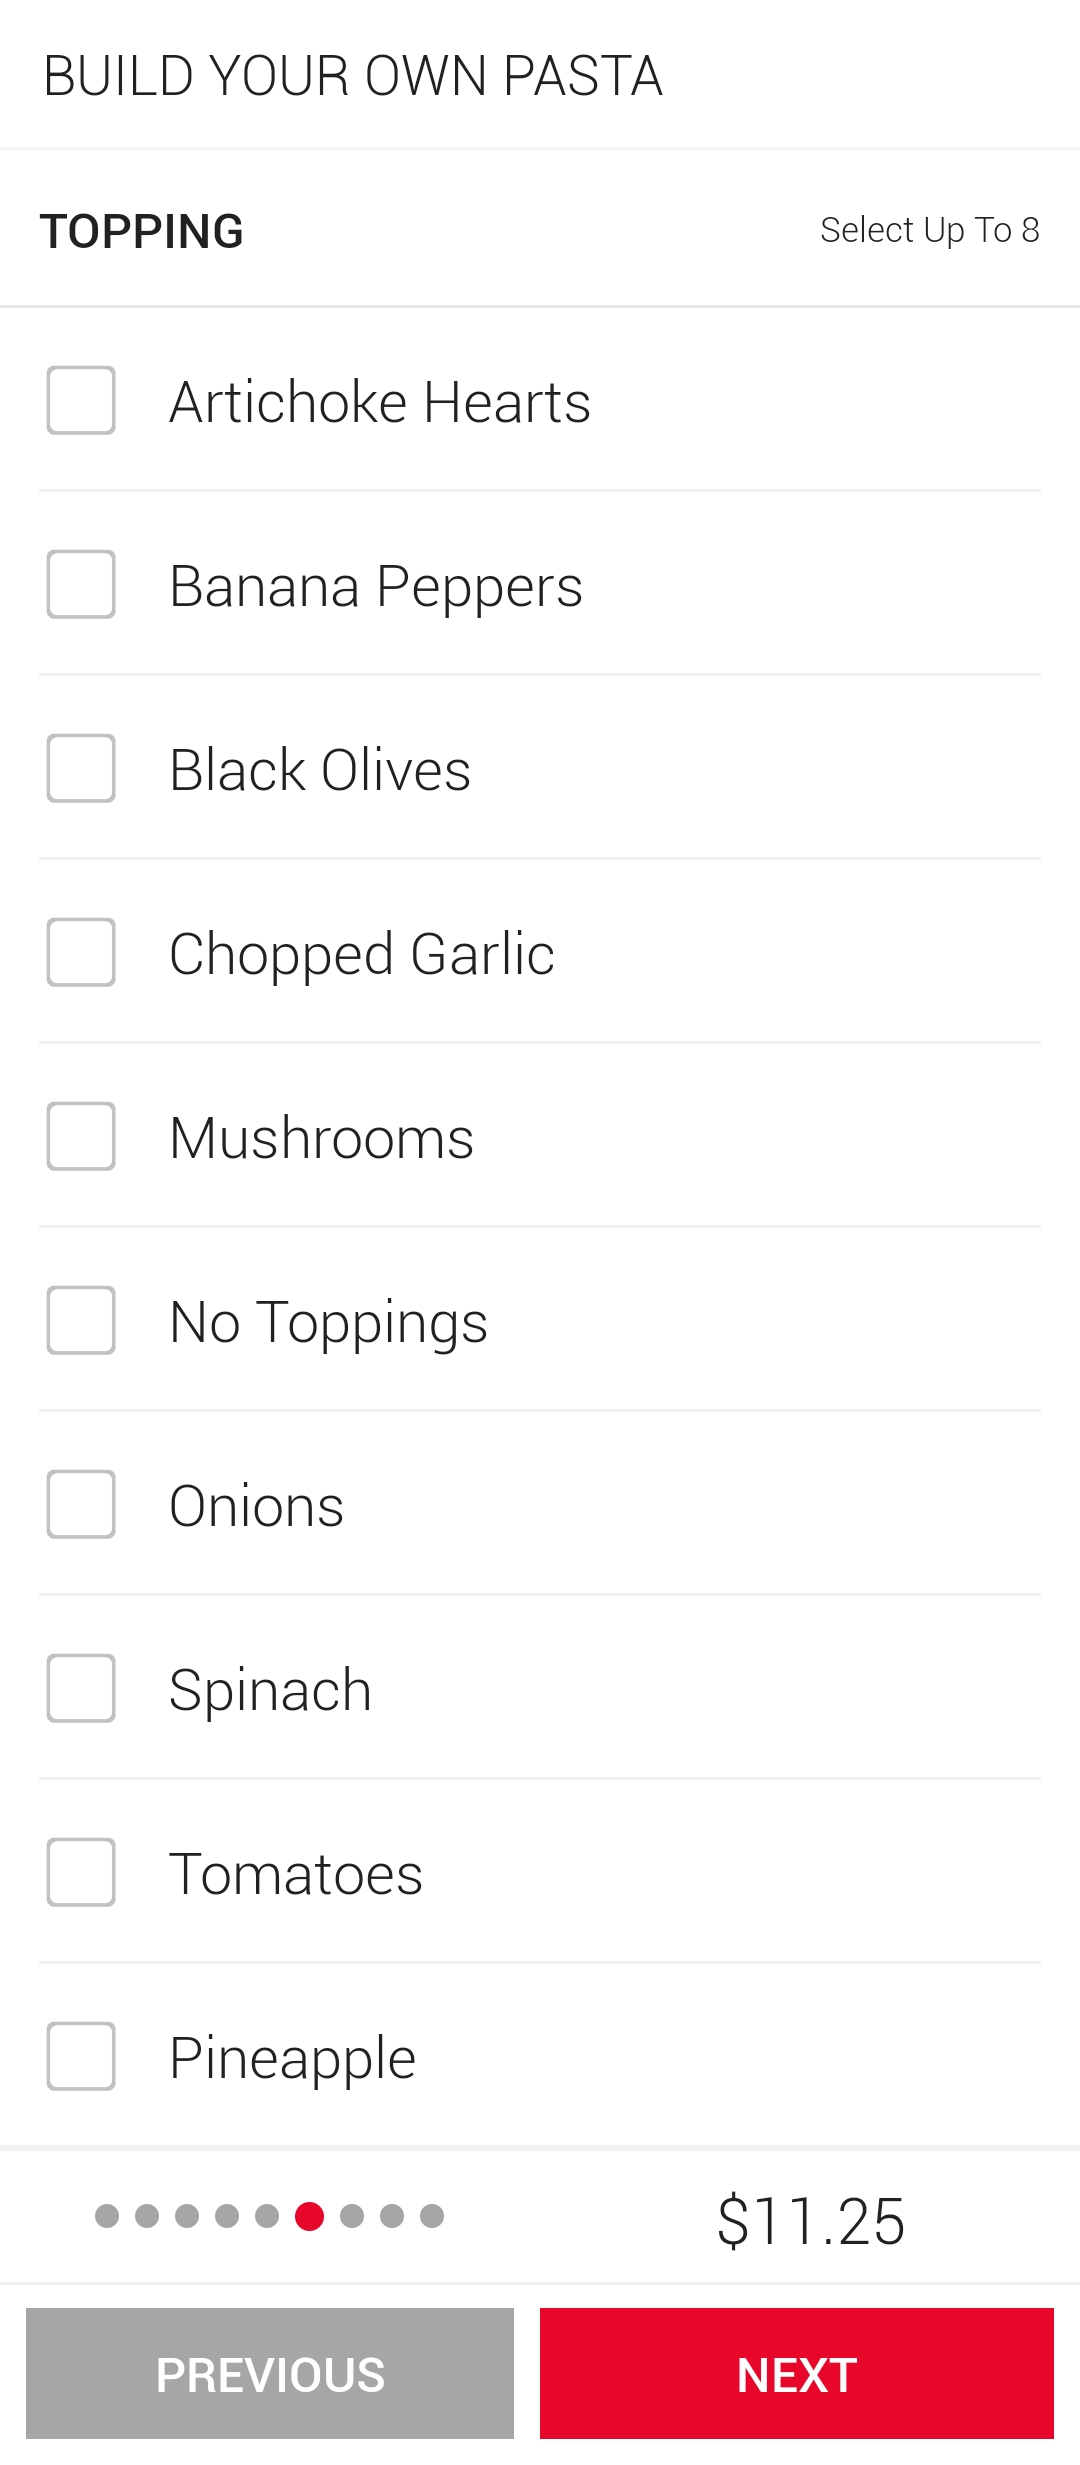 BUILD YOUR OWN PASTA
TOPPING Select Up To 8
Artichoke Hearts
Banana Peppers
Black Olives
Chopped Garlic
Mushrooms
No Toppings
Onions
Spinach
Tomatoes
Pineapple
$11.25
PREVIOUS NEXT